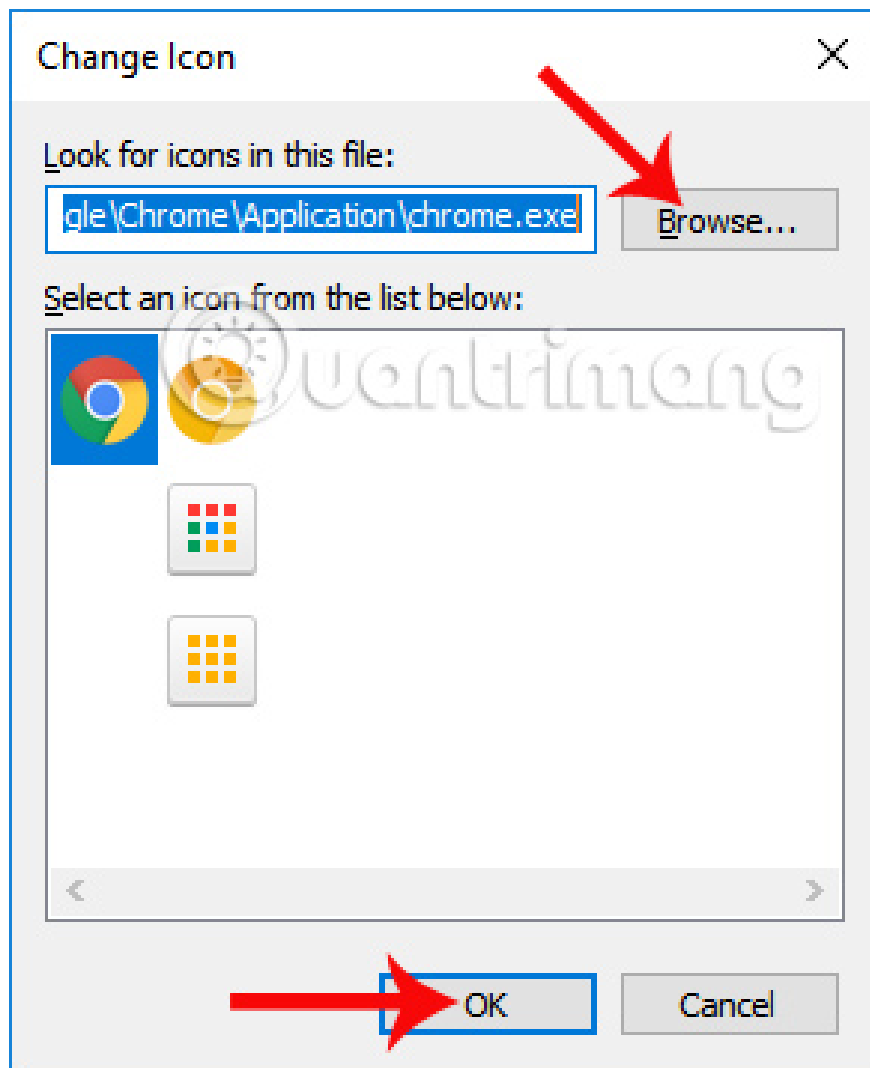 Change Icon
Look for icons in this file:
gle\Chrome\Application\chrome.exe
Browse...
Select an icon from the list below:
Quantrimang
OK
Cancel